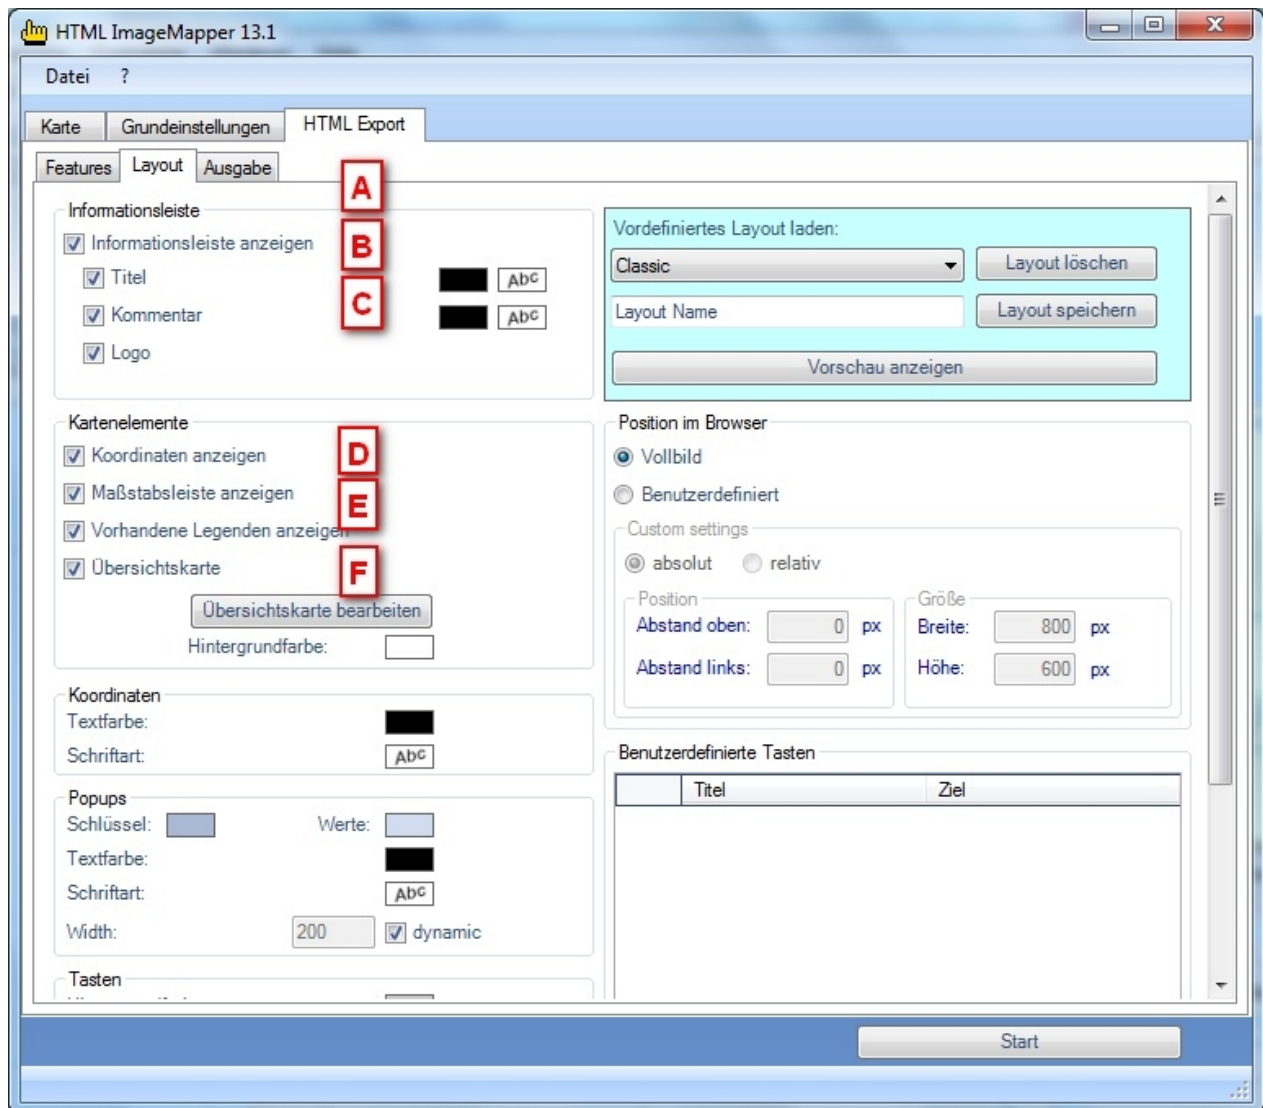 HTML ImageMapper 13.1
Datei ?
Karte Grundeinstellungen HTML Export
Features Layout Ausgabe
A
Informationsleiste
Informationsleiste anzeigen
B
Titel
Abc
C
Kommentar
Abc
Logo
Vordefiniertes Layout laden:
Classic
Layout löschen
Layout Name
Layout speichern
Vorschau anzeigen
Kartenelemente
Koordinaten anzeigen
D
Maßstabsleiste anzeigen
E
Vorhandene Legenden anzeigen
Übersichtskarte
F
Übersichtskarte bearbeiten
Hintergrundfarbe:
Position im Browser
Vollbild
Benutzerdefiniert
Custom settings
absolut relativ
Position
Abstand oben: 0 px
Abstand links: 0 px
Größe
Breite: 800 px
Höhe: 600 px
Koordinaten
Textfarbe:
Schriftart: Abc
Popups
Schlüssel: Werte:
Textfarbe:
Schriftart: Abc
Width: 200 dynamic
Tasten
Benutzerdefinierte Tasten
Titel Ziel
Start